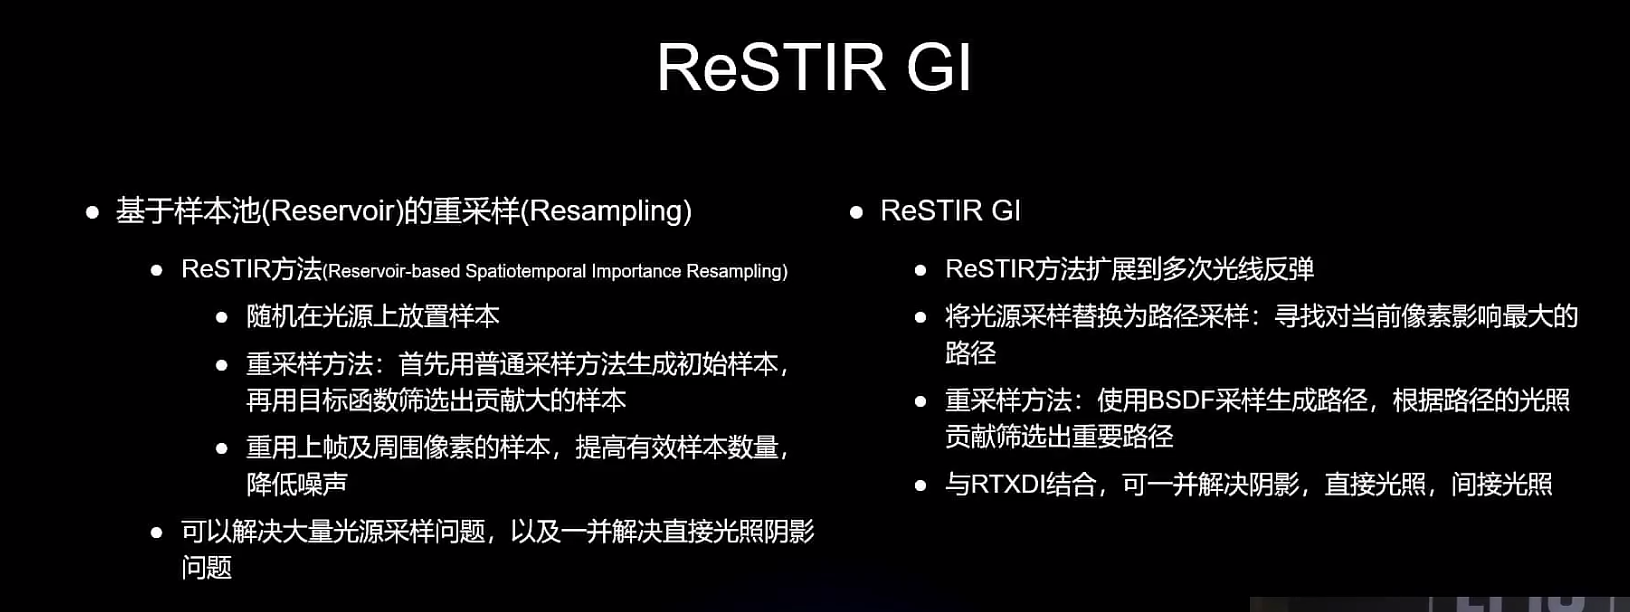 ReSTIR GI
基于样本池(Reservoir)的重采样(Resampling)
ReSTIR方法(Reservoir-based Spatiotemporal Importance Resampling)
随机在光源上放置样本
重采样方法：首先用普通采样方法生成初始样本，
再用目标函数筛选出贡献大的样本
重用上帧及周围像素的样本，提高有效样本数量，
降低噪声
可以解决大量光源采样问题，以及一并解决直接光照阴影
问题
ReSTIR GI
ReSTIR方法扩展到多次光线反弹
将光源采样替换为路径采样：寻找对当前像素影响最大的
路径
重采样方法：使用BSDF采样生成路径，根据路径的光照
贡献筛选出重要路径
与RTXDI结合，可一并解决阴影，直接光照，间接光照